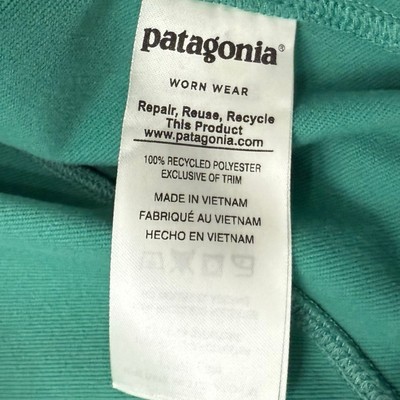 patagonia®
WORN WEAR
Repair, Reuse, Recycle
This Product
www.patagonia.com
100% RECYCLED POLYESTER
EXCLUSIVE OF TRIM
MADE IN VIETNAM
FABRIQUÉ AU VIETNAM
HECHO EN VIETNAM